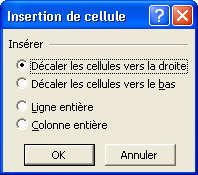 Insertion de cellule
Insérer
Décaler les cellules vers la droite
Décaler les cellules vers le bas
Ligne entière
Colonne entière
OK
Annuler